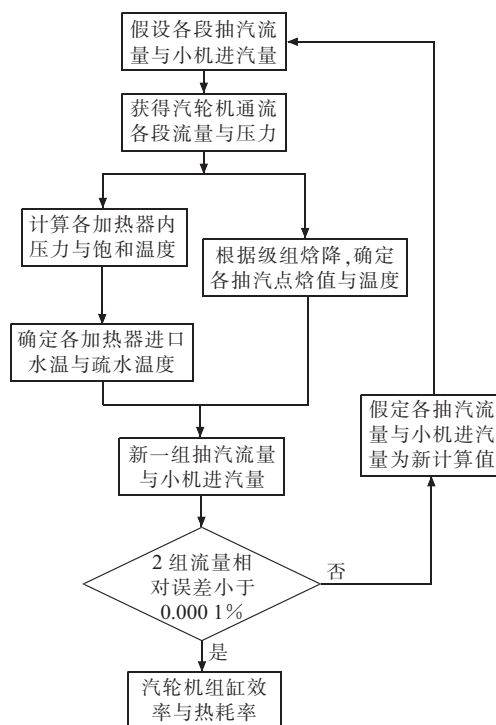 假设各段抽汽流
量与小机进汽量
获得汽轮机通流
各段流量与压力
计算各加热器内
压力与饱和温度
根据级组焓降,确定
各抽汽点焓值与温度
确定各加热器进口
水温与疏水温度
假定各抽汽流
量与小机进汽
量为新计算值
新一组抽汽流量
与小机进汽量
2 组流量相
对误差小于
0.000 1%
否
是
汽轮机组缸效
率与热耗率